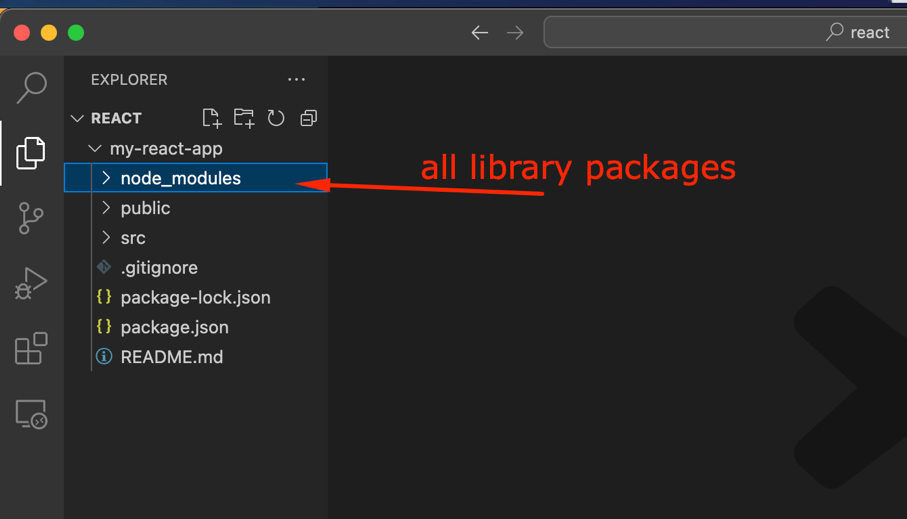 react
EXPLORER
REACT
my-react-app
node_modules
all library packages
public
src
.gitignore
package-lock.json
package.json
README.md